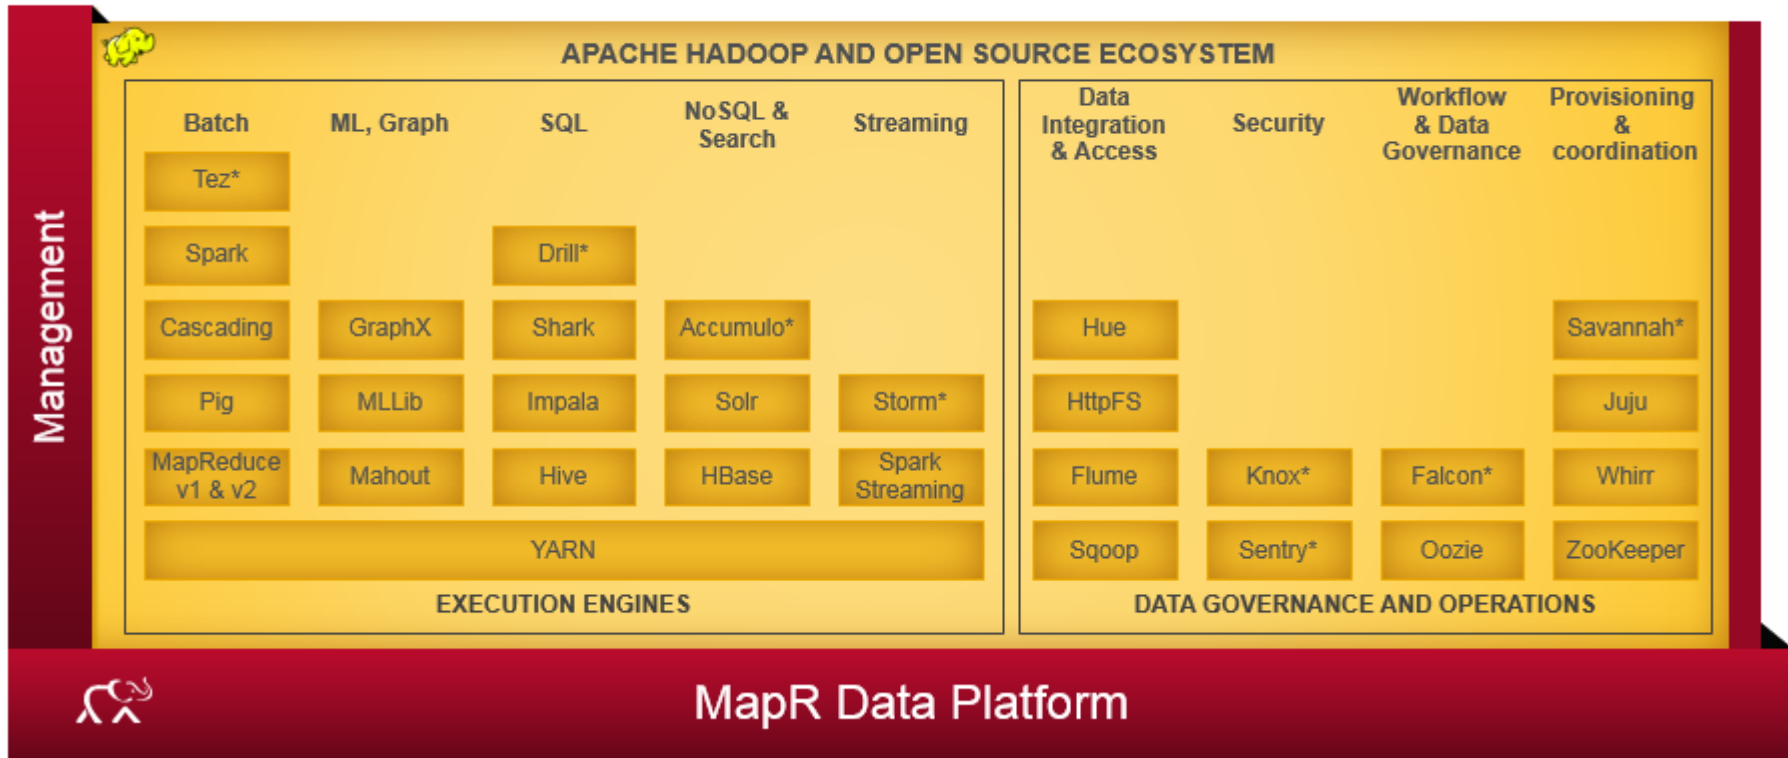 APACHE HADOOP AND OPEN SOURCE ECOSYSTEM
Management
Batch
ML, Graph
SQL
NoSQL &
Search
Streaming
Tez*
Spark
Drill*
Cascading
GraphX
Shark
Accumulo*
Pig
MLLib
Impala
Solr
Storm*
MapReduce
v1 & v2
Mahout
Hive
HBase
Spark
Streaming
YARN
EXECUTION ENGINES
Data
Integration
& Access
Security
Workflow
& Data
Governance
Provisioning
&
coordination
Hue
Savannah*
HttpFS
Juju
Flume
Knox*
Falcon*
Whirr
Sqoop
Sentry*
Oozie
ZooKeeper
DATA GOVERNANCE AND OPERATIONS
MapR Data Platform